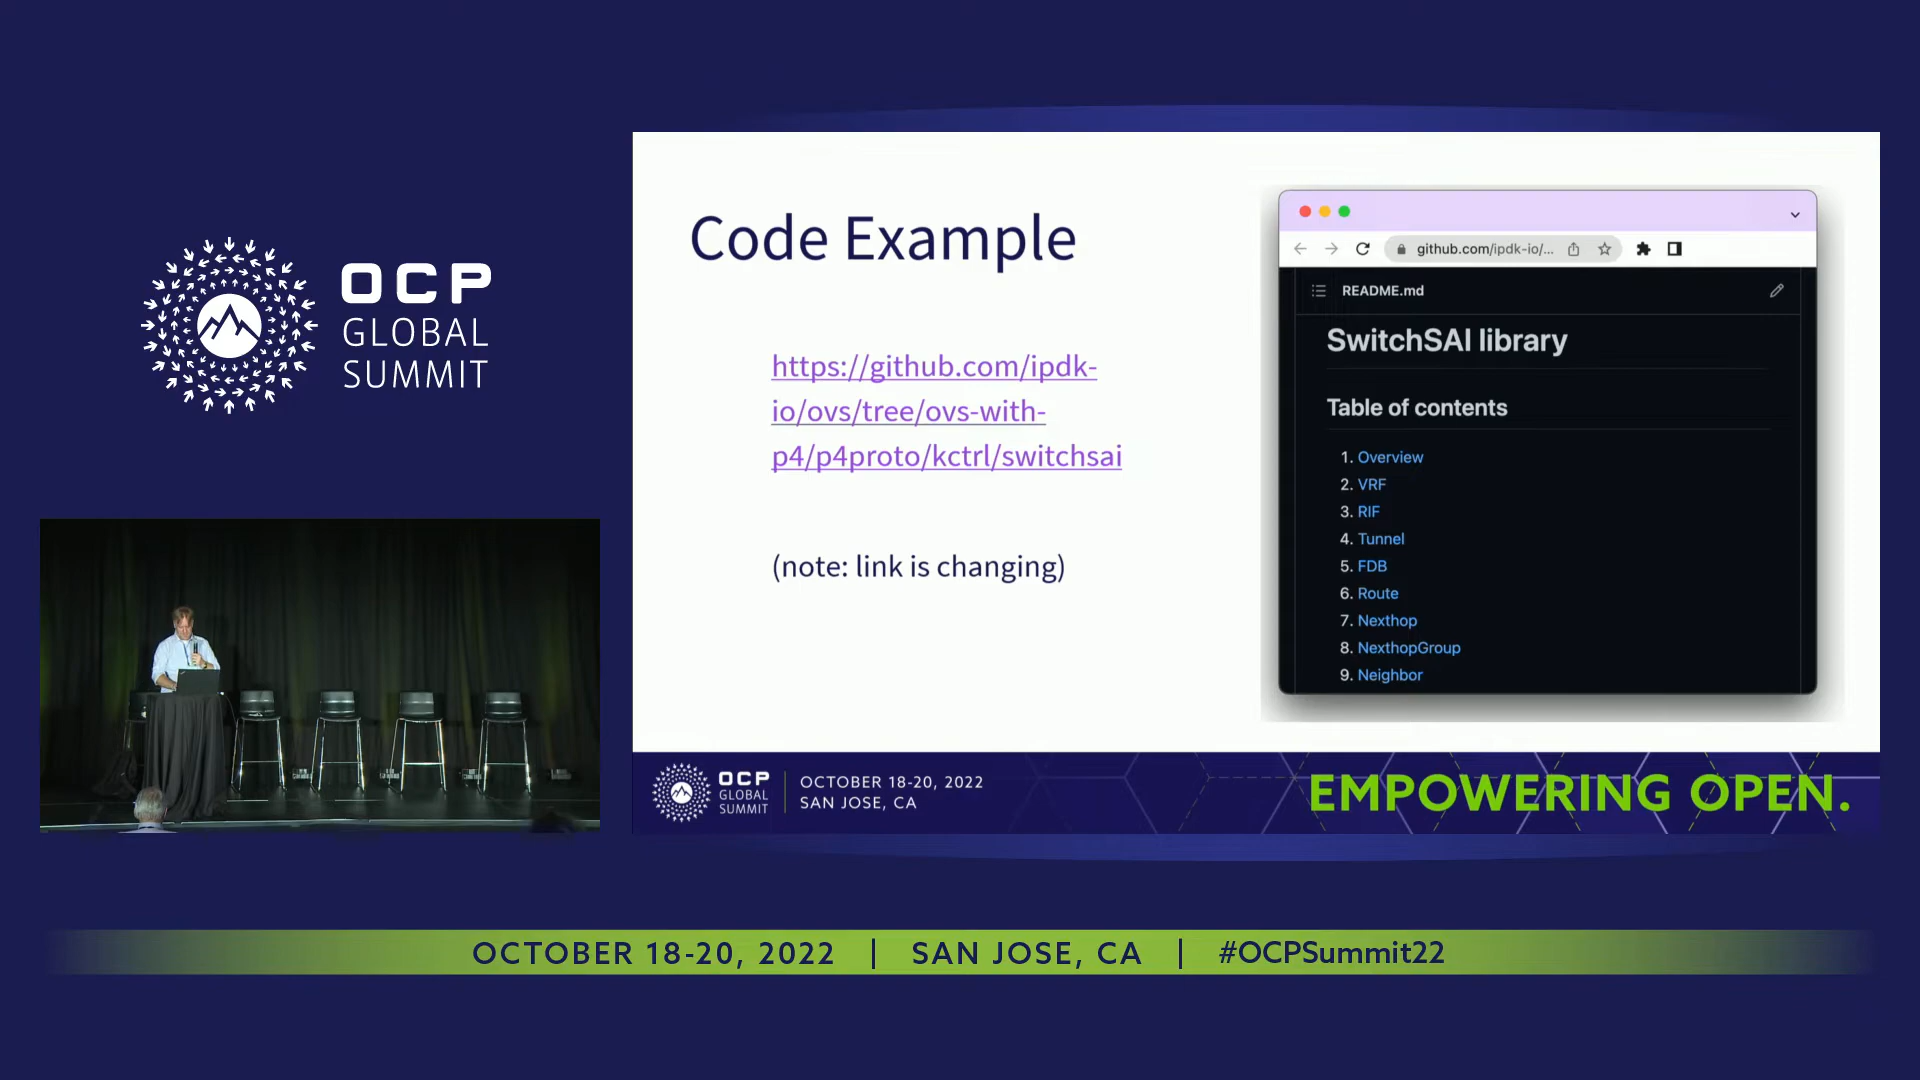 OCP
GLOBAL
SUMMIT
Code Example
https://github.com/ipdk-
io/ovs/tree/ovs-with-
p4/p4proto/kctrl/switchsai
(note: link is changing)
github.com/ipdk-io/...
README.md
SwitchSAI library
Table of contents
1. Overview
2. VRF
3. RIF
4. Tunnel
5. FDB
6. Route
7. Nexthop
8. NexthopGroup
9. Neighbor
OCP
GLOBAL
SUMMIT
OCTOBER 18-20, 2022
SAN JOSE, CA
EMPOWERING OPEN.
OCTOBER 18-20, 2022 | SAN JOSE, CA | #OCPSummit22